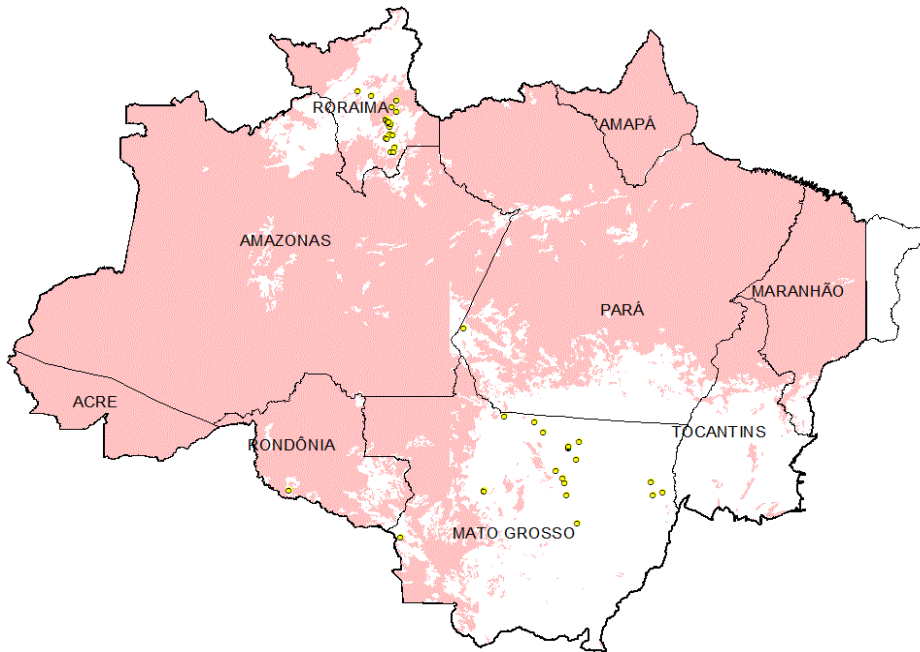 RORAIMA
AMAPÁ
AMAZONAS
MARANHÃO
PARÁ
ACRE
TOCANTINS
RONDÔNIA
MATO GROSSO